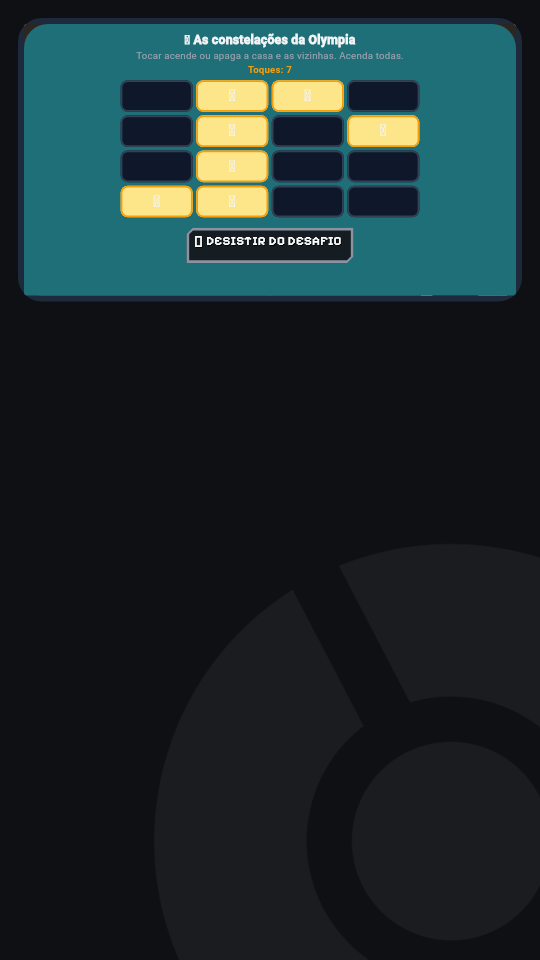 As constelações da Olympia
Tocar acende ou apaga a casa e as vizinhas. Acenda todas.
Toques: 7
DESISTIR DO DESAFIO